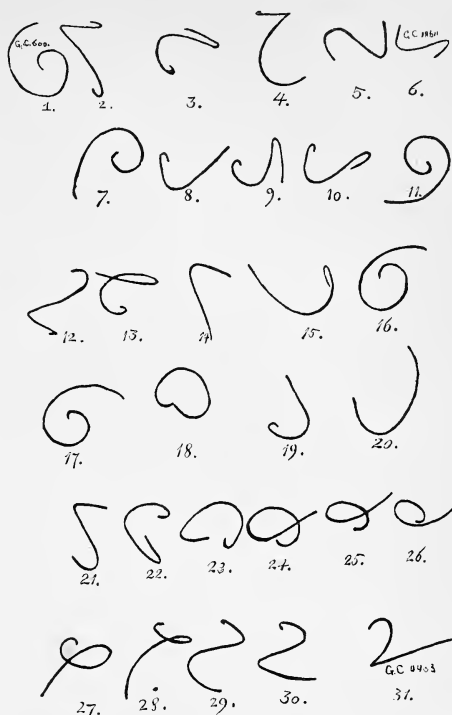 G.C.600.
G.C
1. 2. 3. 4. 5. 6.
7. 8. 9. 10. 11.
12. 13. 14 15. 16.
17. 18. 19. 20.
21. 22. 23. 24. 25. 26.
27. 28. 29. 30.
G.C 0403
31.